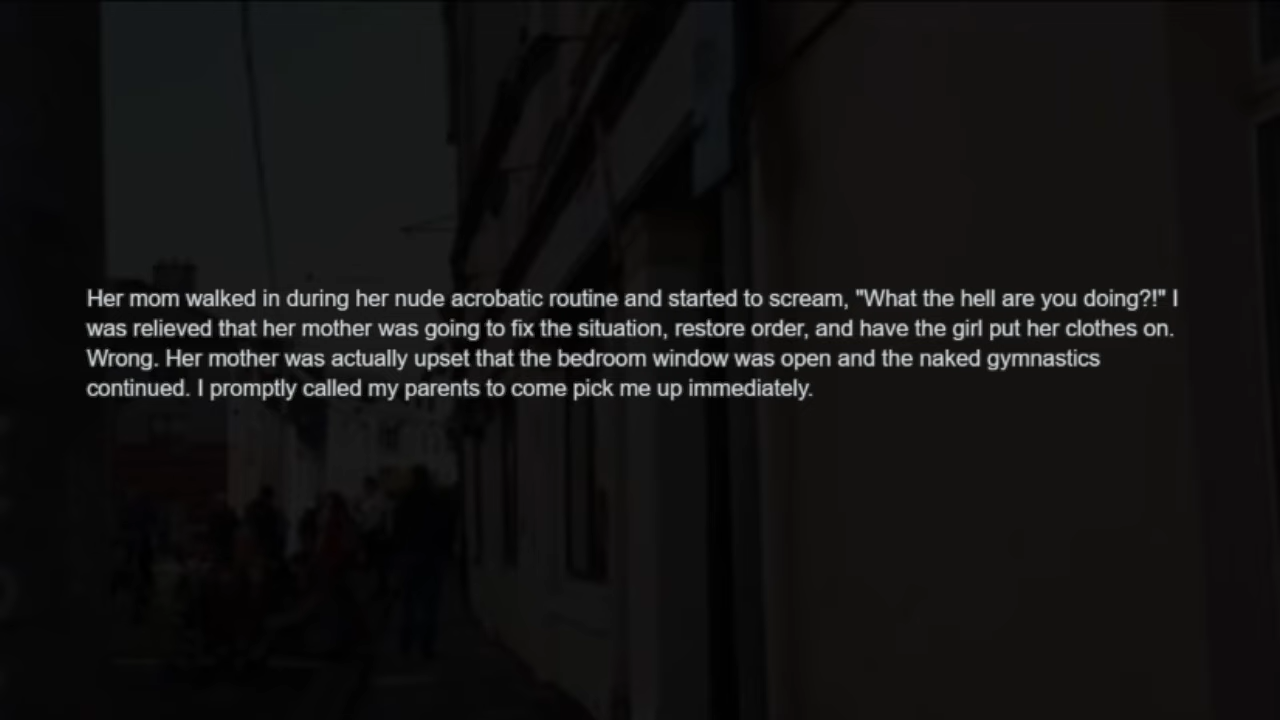 Her mom walked in during her nude acrobatic routine and started to scream, "What the hell are you doing?!" I
was relieved that her mother was going to fix the situation, restore order, and have the girl put her clothes on.
Wrong. Her mother was actually upset that the bedroom window was open and the naked gymnastics
continued. I promptly called my parents to come pick me up immediately.